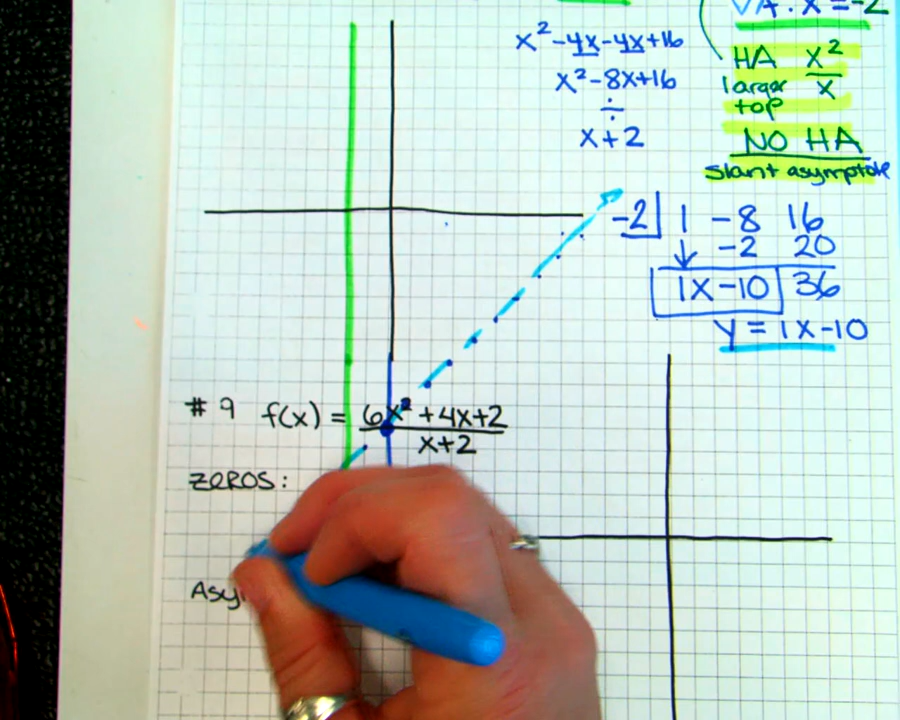 x²-4x-4x+16
x²-8x+16
÷
x+2
VA: x=-2
HA x²/x
larger
top
NO HA
Slant asymptote
-2 1 -8 16
↓ -2 20
1x-10 36
y = 1x-10
# 9 f(x) = 6x²+4x+2
x+2
zeros: